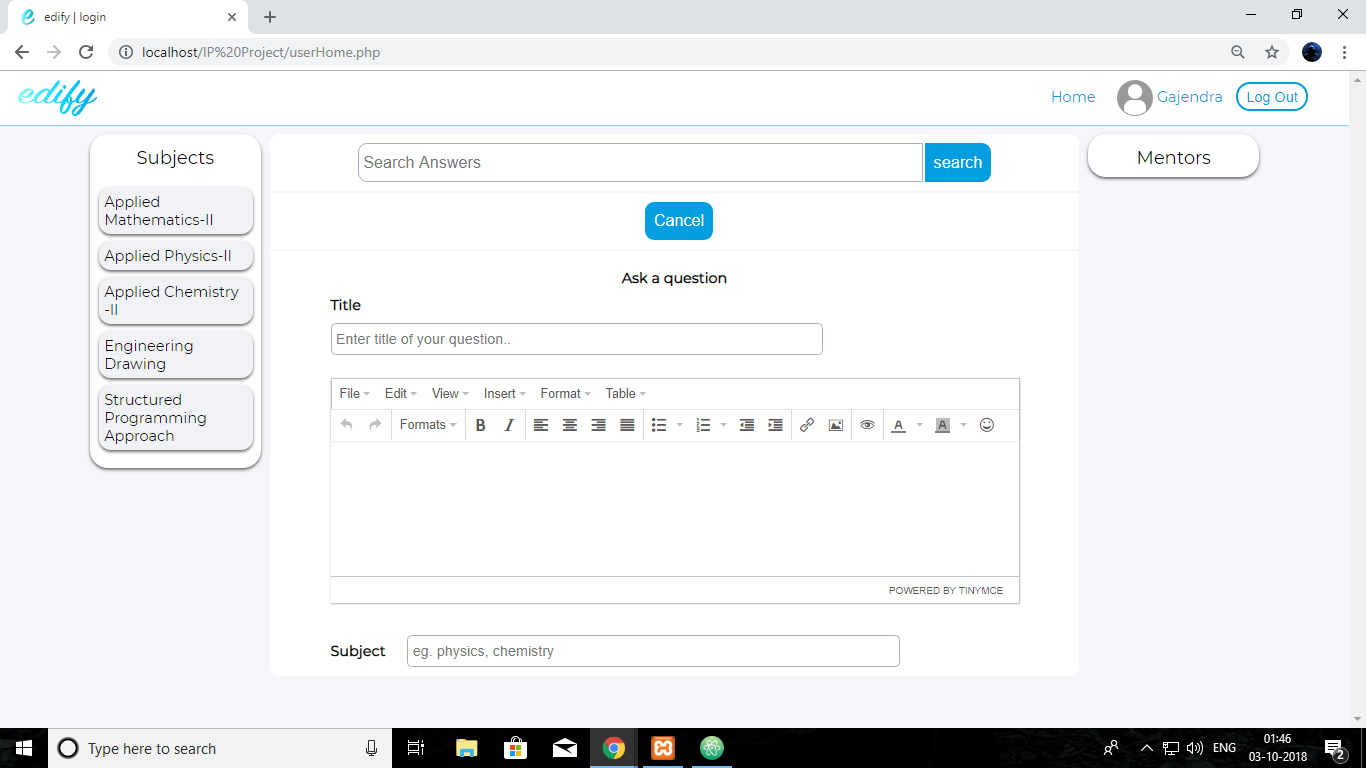 edify | login
localhost/IP%20Project/userHome.php
edify
Home
Gajendra
Log Out
Subjects
Applied
Mathematics-II
Applied Physics-II
Applied Chemistry
-II
Engineering
Drawing
Structured
Programming
Approach
Search Answers
search
Cancel
Ask a question
Title
Enter title of your question..
File Edit View Insert Format Table
Formats B I A A
POWERED BY TINYMCE
Subject
eg. physics, chemistry
Mentors
Type here to search
ENG
01:46
03-10-2018
2